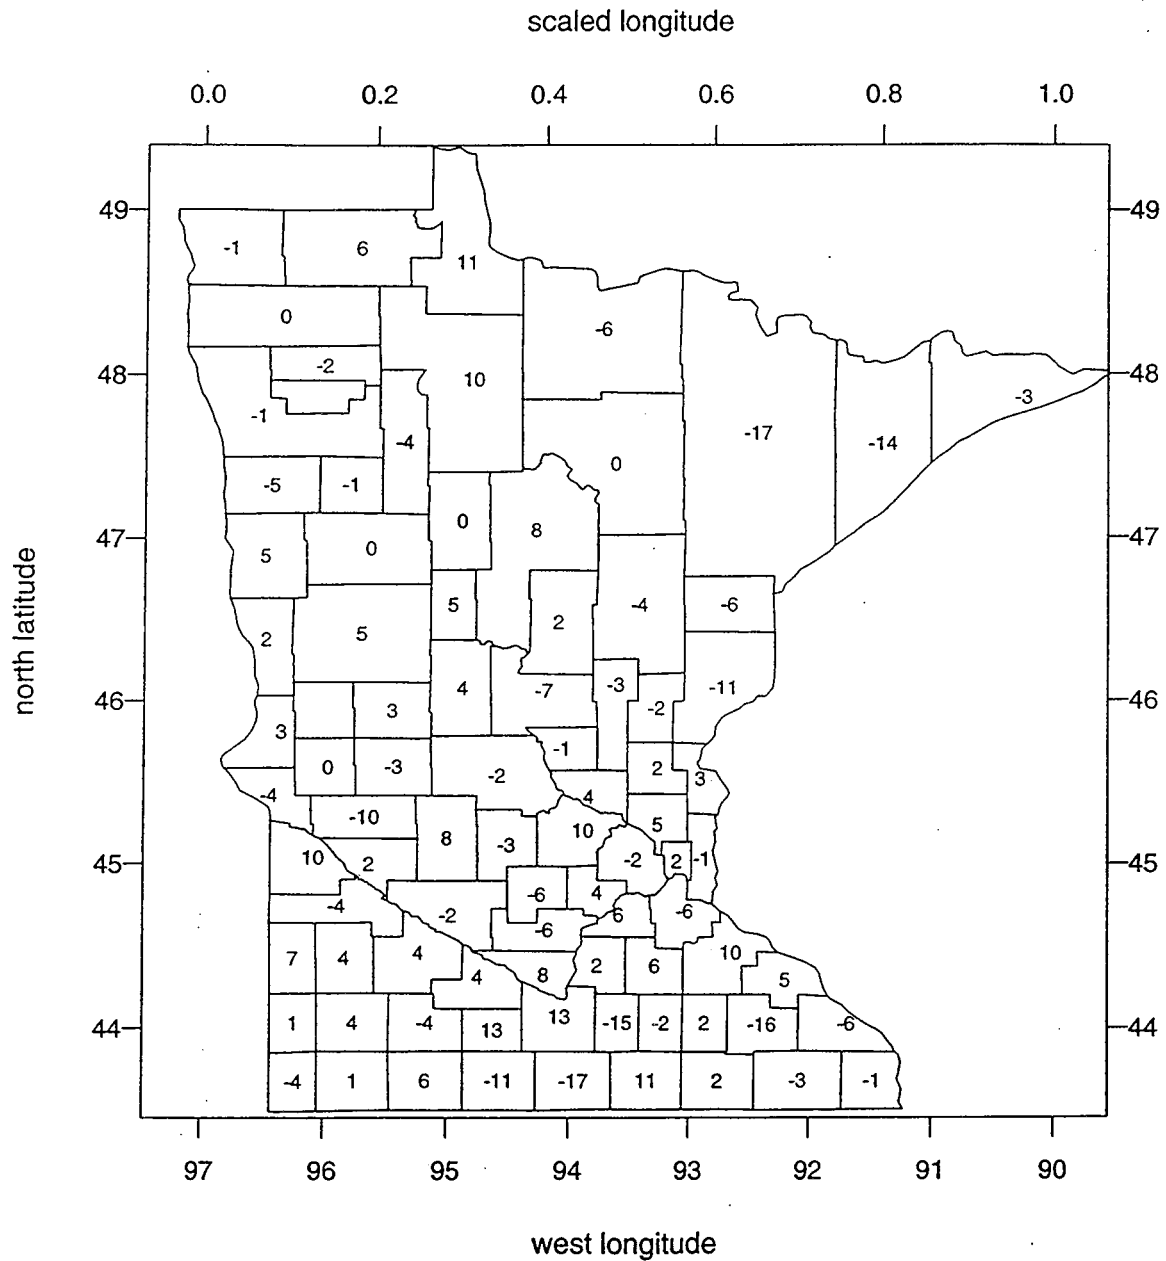 scaled longitude
0.0 0.2 0.4 0.6 0.8 1.0
49 49
-1 6 11
0 -6
-2
48 10 48
-3
-1 -17 -14
-4
0
-5 -1
0 8
47 5 0 47
5 -4 -6
2 5 2
-3
4 -7 -11
46 3 -2 46
3 -1
0 -3 -2 2 3
-4 4
-10 10 5
8 -3
45 10 2 -2 2 -1 45
-6 4
-4 -2 6 -6
-6
7 4 4 10
4 8 2 6 5
44 1 4 -4 13 13 -15 -2 2 -16 -6 44
-4 1 6 -11 -17 11 2 -3 -1
97 96 95 94 93 92 91 90
north latitude
west longitude